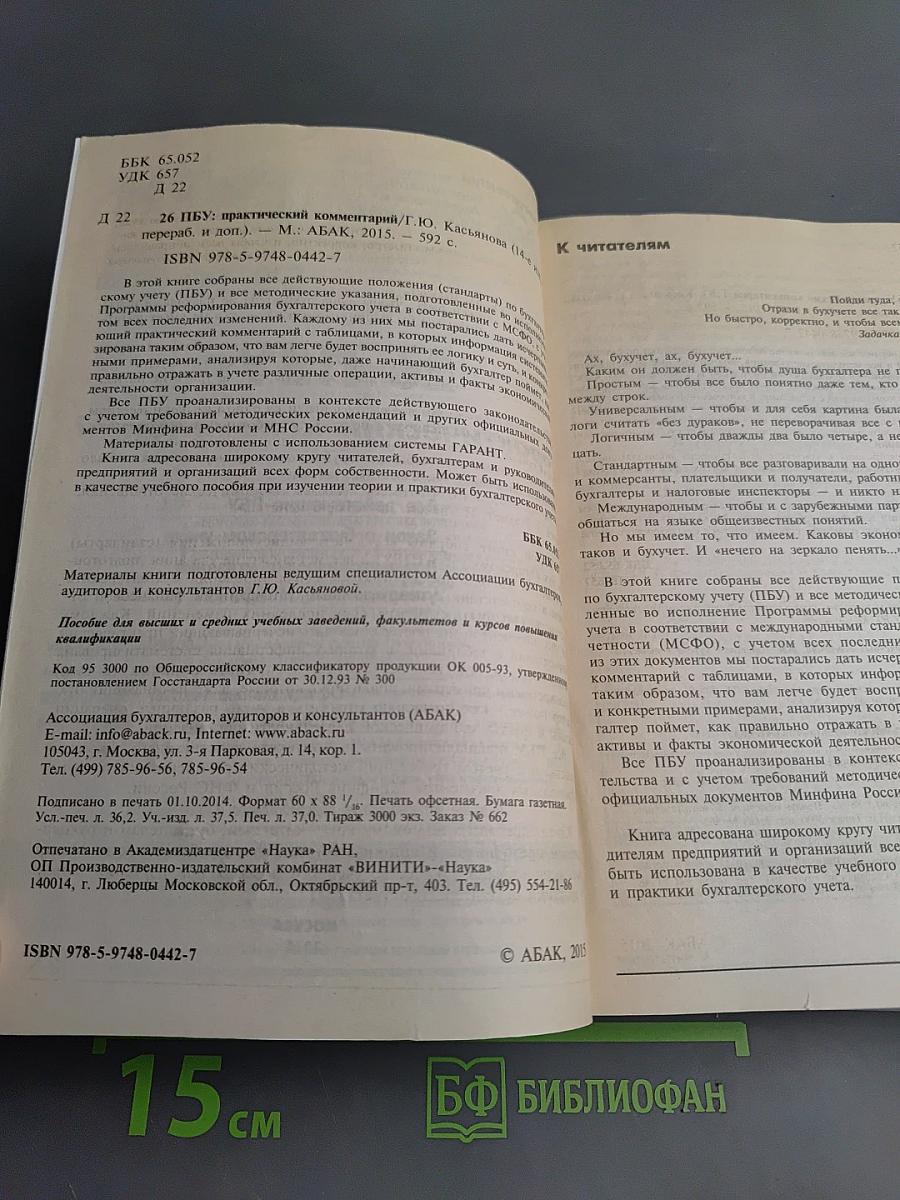 ББК 65.052
УДК 657
Д 22
Д 22 26 ПБУ: практический комментарий/Г.Ю. Касьянова (14-е
перераб. и доп.). — М.: АБАК, 2015. — 592 с.
ISBN 978-5-9748-0442-7
В этой книге собраны все действующие положения (стандарты) по
скому учету (ПБУ) и все методические указания, подготовленные во
Программы реформирования бухгалтерского учета в соответствии с МСФО
том всех последних изменений. Каждому из них мы постарались дать
ющий практический комментарий с таблицами, в которых информация
зирована таким образом, что вам легче будет воспринять ее логику и суть, и
ными примерами, анализируя которые, даже начинающий бухгалтер поймет,
правильно отражать в учете различные операции, активы и факты экономической
деятельности организации.
Все ПБУ проанализированы в контексте действующего законодательства
с учетом требований методических рекомендаций и других официальных
ментов Минфина России и МНС России.
Материалы подготовлены с использованием системы ГАРАНТ.
Книга адресована широкому кругу читателей, бухгалтерам и
предприятий и организаций всех форм собственности. Может быть
в качестве учебного пособия при изучении теории и практики бухгалтерского
ББК 65.
УДК
Материалы книги подготовлены ведущим специалистом Ассоциации бухгалтеров,
аудиторов и консультантов Г.Ю. Касьяновой.
Пособие для высших и средних учебных заведений, факультетов и курсов повышения
квалификации
Код 95 3000 по Общероссийскому классификатору продукции ОК 005-93,
постановлением Госстандарта России от 30.12.93 № 300
Ассоциация бухгалтеров, аудиторов и консультантов (АБАК)
E-mail: info@aback.ru, Internet: www.aback.ru
105043, г. Москва, ул. 3-я Парковая, д. 14, кор. 1.
Тел. (499) 785-96-56, 785-96-54
Подписано в печать 01.10.2014. Формат 60 х 88 1/16. Печать офсетная. Бумага газетная.
Усл.-печ. л. 36,2. Уч.-изд. л. 37,5. Печ. л. 37,0. Тираж 3000 экз. Заказ № 662
Отпечатано в Академиздатцентре «Наука» РАН,
ОП Производственно-издательский комбинат «ВИНИТИ»-«Наука»
140014, г. Люберцы Московской обл., Октябрьский пр-т, 403. Тел. (495) 554-21-86
ISBN 978-5-9748-0442-7 © АБАК, 2015
К читателям
Пойди туда,
Отрази в бухучете все так
Но быстро, корректно, и чтобы всем
Задачка
Ах, бухучет, ах, бухучет...
Каким он должен быть, чтобы душа бухгалтера не
Простым — чтобы все было понятно даже тем, кто
между строк.
Универсальным — чтобы и для себя картина была
логи считать «без дураков», не переворачивая все с
Логичным — чтобы дважды два было четыре, а не
цать.
Стандартным — чтобы все разговаривали на одно
и коммерсанты, плательщики и получатели, работн
бухгалтеры и налоговые инспекторы — и никто н
Международным — чтобы и с зарубежными пар
общаться на языке общеизвестных понятий.
Но мы имеем то, что имеем. Каковы эконо
таков и бухучет. И «нечего на зеркало пенять...»
В этой книге собраны все действующие п
по бухгалтерскому учету (ПБУ) и все методичес
ленные во исполнение Программы реформир
учета в соответствии с международными станд
четности (МСФО), с учетом всех последни
из этих документов мы постарались дать исчер
комментарий с таблицами, в которых инфор
таким образом, что вам легче будет воспр
и конкретными примерами, анализируя котор
галтер поймет, как правильно отражать в
активы и факты экономической деятельнос
Все ПБУ проанализированы в контекс
тельства и с учетом требований методичес
официальных документов Минфина Росси
Книга адресована широкому кругу чит
дителям предприятий и организаций все
быть использована в качестве учебного
и практики бухгалтерского учета.
15 см
БФ БИБЛИОФАН